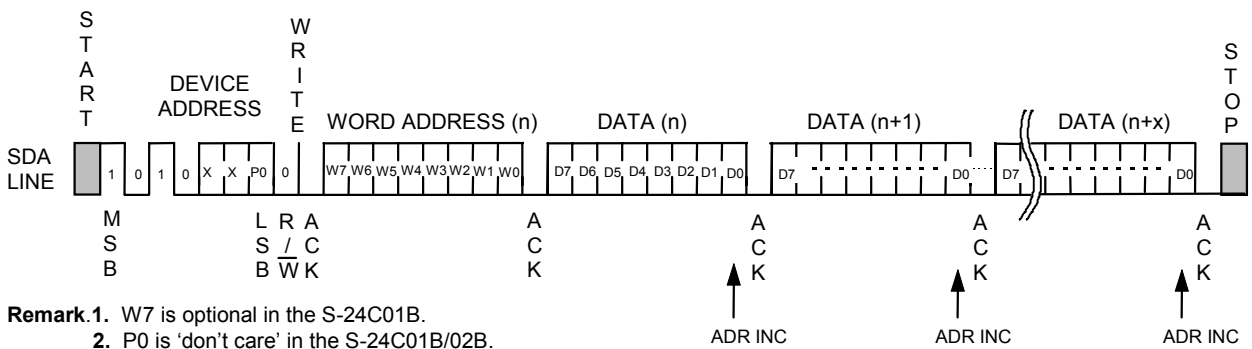 START
WRITE
STOP
DEVICE
ADDRESS
WORD ADDRESS (n)
DATA (n)
DATA (n+1)
DATA (n+x)
SDA
LINE
1 0 1 0 X X P0 0
W7 W6 W5 W4 W3 W2 W1 W0
D7 D6 D5 D4 D3 D2 D1 D0
D7 D0
D7 D0
MSB
LSB
R/W
ACK
ACK
ACK
ACK
ACK
ADR INC
ADR INC
ADR INC
Remark.1. W7 is optional in the S-24C01B.
2. P0 is ‘don’t care’ in the S-24C01B/02B.